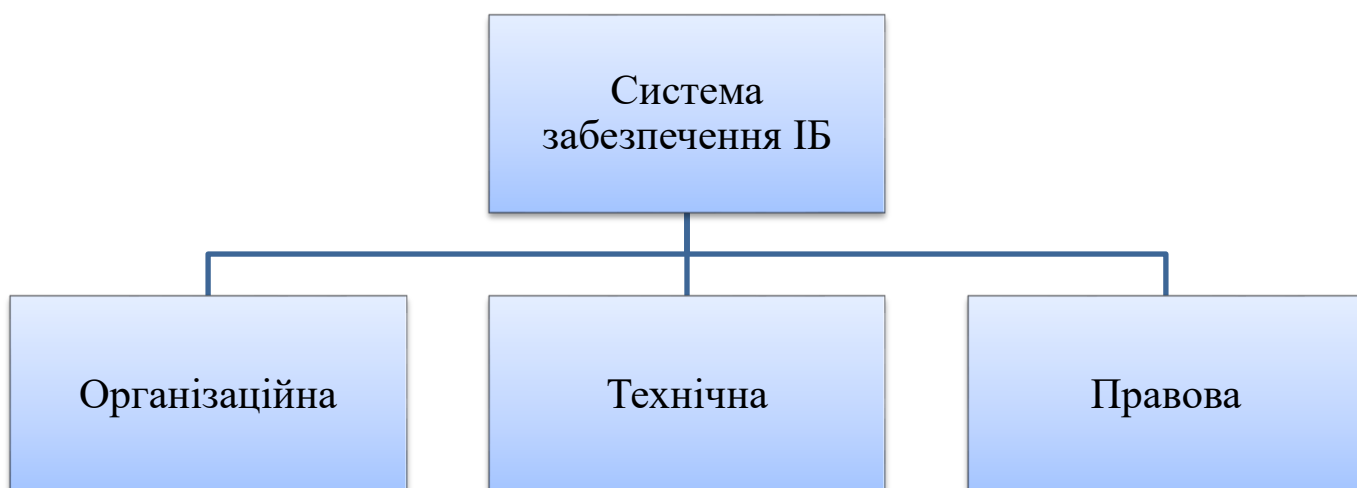 Система
забезпечення ІБ
Організаційна
Технічна
Правова